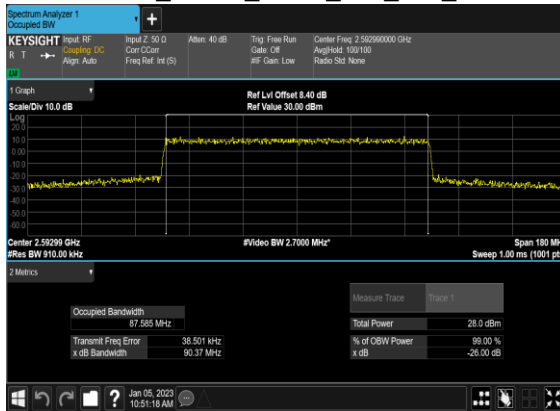 Spectrum Analyzer 1
Occupied BW
KEYSIGHT
Input: RF
Coupling: DC
Align: Auto
Input Z: 50 Ω
Corr CCorr
Freq Ref: Int (S)
Atten: 40 dB
Trig: Free Run
Gate: Off
#IF Gain: Low
Center Freq: 2.592990000 GHz
Avg|Hold: 100/100
Radio Std: None
R T
LXI
1 Graph
Scale/Div 10.0 dB
Ref Lvl Offset 8.40 dB
Ref Value 30.00 dBm
Log
20.0
10.0
0.00
-10.0
-20.0
-30.0
-40.0
-50.0
-60.0
Center 2.59299 GHz
#Res BW 910.00 kHz
#Video BW 2.7000 MHz*
Span 180 MH
Sweep 1.00 ms (1001 pt
2 Metrics
Occupied Bandwidth
87.585 MHz
Transmit Freq Error 38.501 kHz
x dB Bandwidth 90.37 MHz
Measure Trace Trace 1
Total Power 28.0 dBm
% of OBW Power 99.00 %
x dB -26.00 dB
Jan 05, 2023
10:51:18 AM